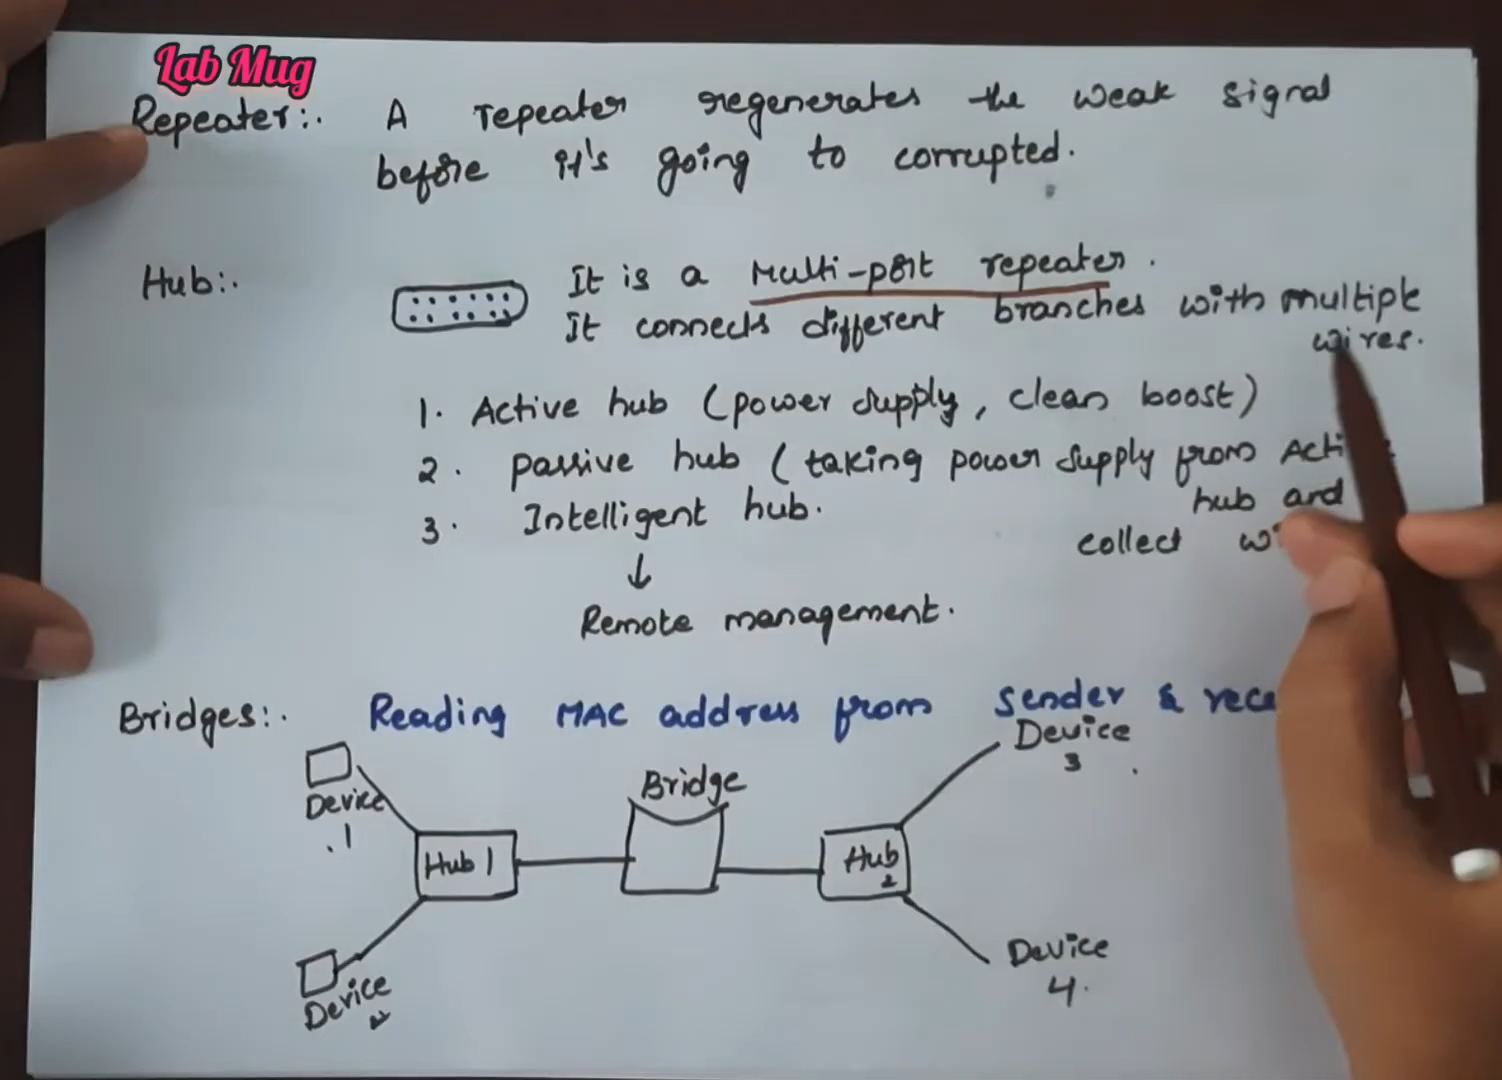 Lab Mug
Repeater:. A repeater regenerates the weak signal
before it's going to corrupted.
Hub:. It is a Multi-port repeater.
It connects different branches with multiple
wires.
1. Active hub (power supply, clean boost)
2. passive hub (taking power supply from
hub and
collect
3. Intelligent hub.
↓
Remote management.
Bridges:. Reading MAC address from sender &
Bridge
Device
1
Hub 1
Hub
2
Device
3
Device
2
Device
4.